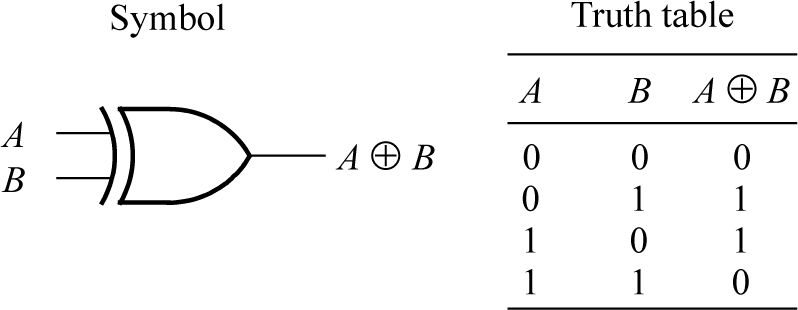 Symbol
A
B
A ⊕ B
Truth table
A B A ⊕ B
0 0 0
0 1 1
1 0 1
1 1 0